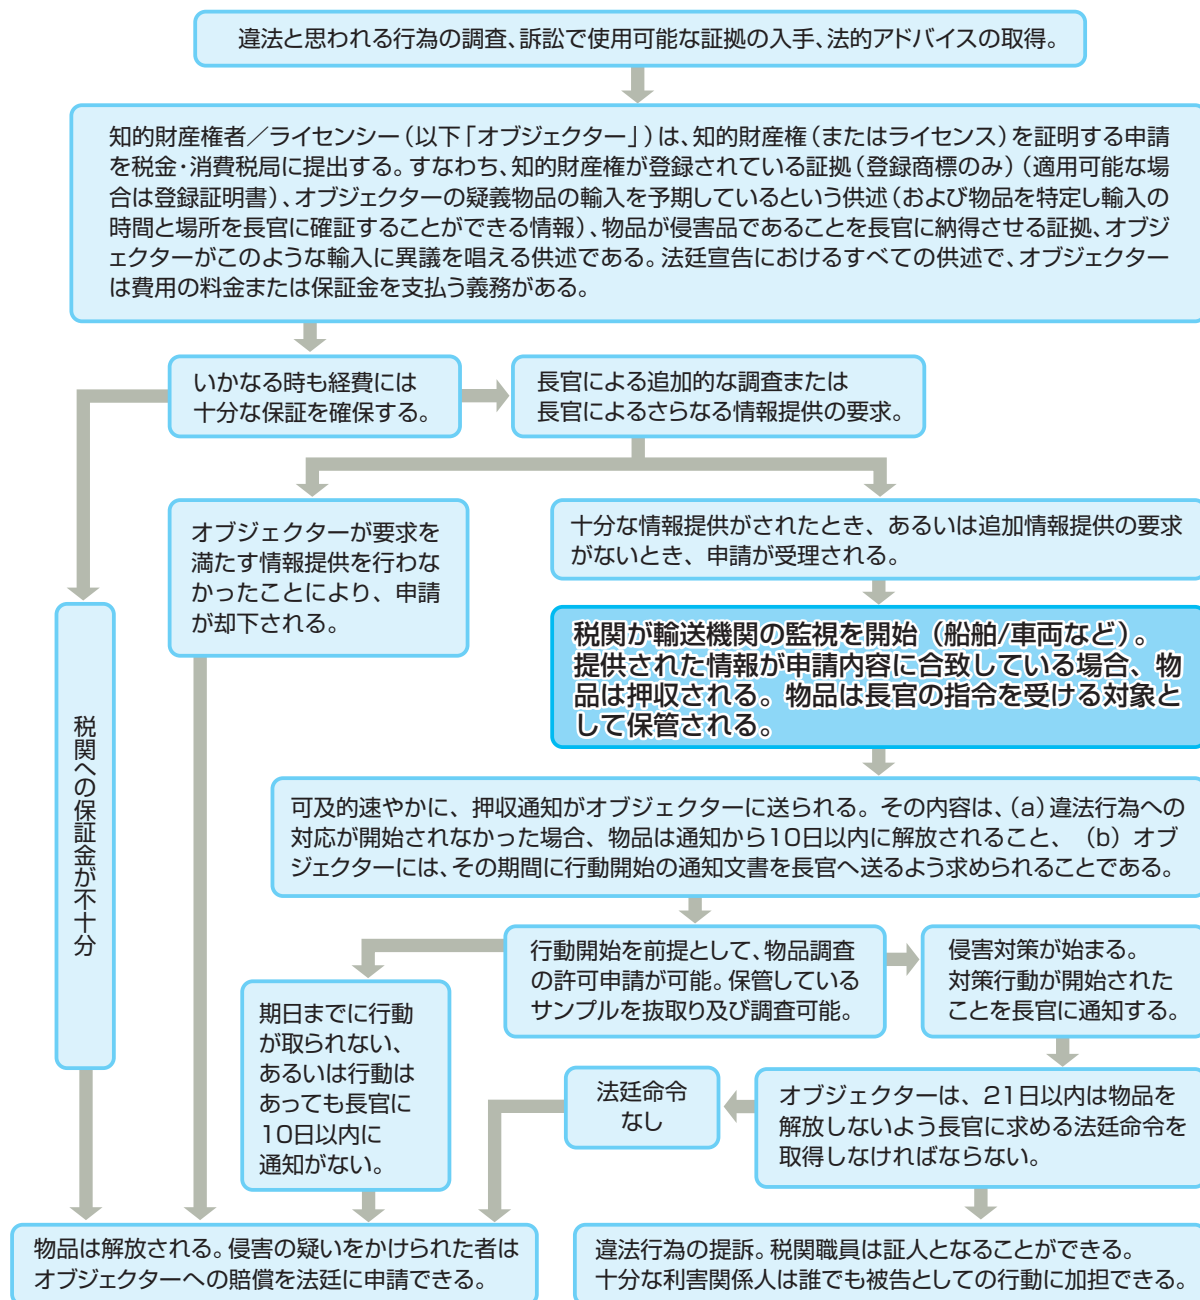 違法と思われる行為の調査、訴訟で使用可能な証拠の入手、法的アドバイスの取得。
知的財産権者／ライセンシー（以下「オブジェクター」）は、知的財産権（またはライセンス）を証明する申請
を税金・消費税局に提出する。すなわち、知的財産権が登録されている証拠（登録商標のみ）（適用可能な場
合は登録証明書）、オブジェクターの疑義物品の輸入を予期しているという供述（および物品を特定し輸入の
時間と場所を長官に確証することができる情報）、物品が侵害品であることを長官に納得させる証拠、オブジ
ェクターがこのような輸入に異議を唱える供述である。法廷宣告におけるすべての供述で、オブジェクター
は費用の料金または保証金を支払う義務がある。
いかなる時も経費には
十分な保証を確保する。
長官による追加的な調査または
長官によるさらなる情報提供の要求。
オブジェクターが要求を
満たす情報提供を行わな
かったことにより、申請
が却下される。
十分な情報提供がされたとき、あるいは追加情報提供の要求
がないとき、申請が受理される。
税関が輸送機関の監視を開始（船舶/車両など）。
提供された情報が申請内容に合致している場合、物
品は押収される。物品は長官の指令を受ける対象と
して保管される。
税関への保証金が不十分
可及的速やかに、押収通知がオブジェクターに送られる。その内容は、（a）違法行為への
対応が開始されなかった場合、物品は通知から10日以内に解放されること、（b）オブ
ジェクターには、その期間に行動開始の通知文書を長官へ送るよう求められることである。
行動開始を前提として、物品調査
の許可申請が可能。保管している
サンプルを抜取り及び調査可能。
侵害対策が始まる。
対策行動が開始された
ことを長官に通知する。
期日までに行動
が取られない、
あるいは行動は
あっても長官に
10日以内に
通知がない。
法廷命令
なし
オブジェクターは、21日以内は物品を
解放しないよう長官に求める法廷命令を
取得しなければならない。
物品は解放される。侵害の疑いをかけられた者は
オブジェクターへの賠償を法廷に申請できる。
違法行為の提訴。税関職員は証人となることができる。
十分な利害関係人は誰でも被告としての行動に加担できる。